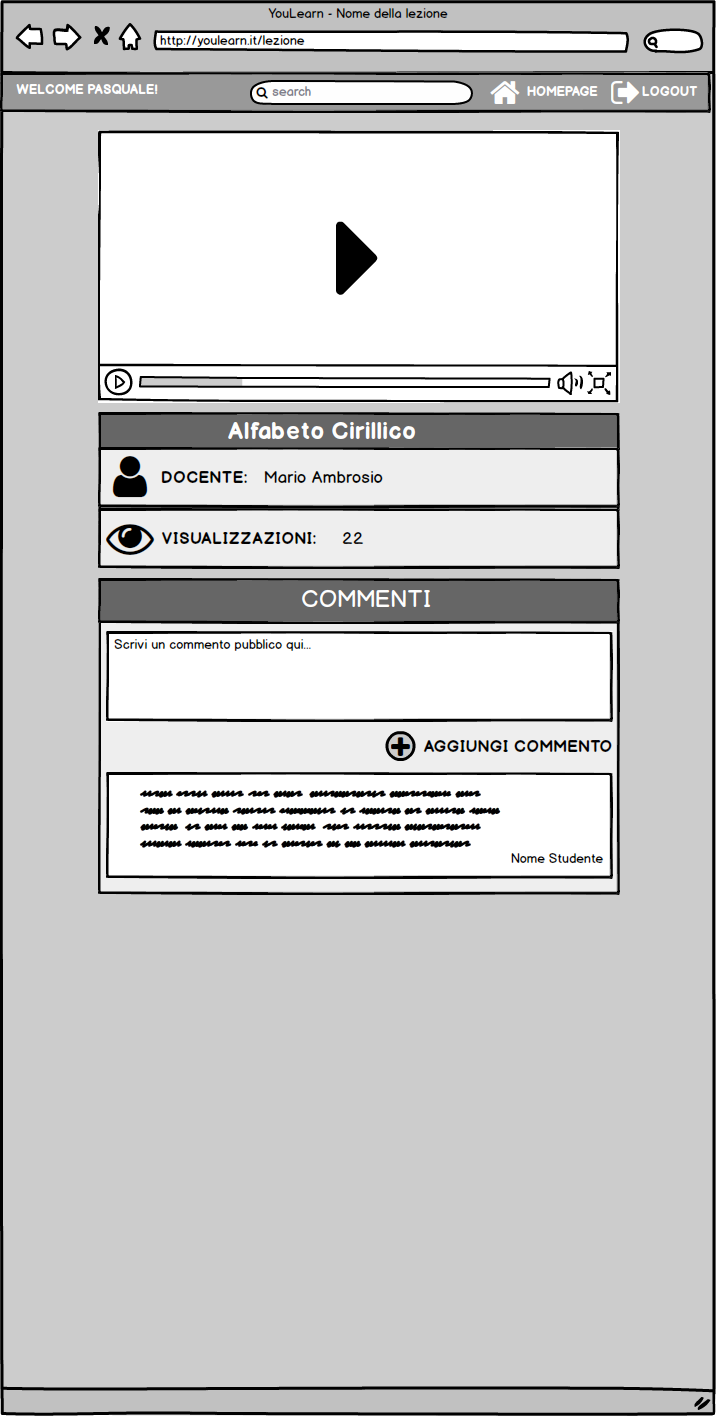 YouLearn - Nome della lezione
http://youlearn.it/lezione
WELCOME PASQUALE!
search
HOMEPAGE
LOGOUT
Alfabeto Cirillico
DOCENTE: Mario Ambrosio
VISUALIZZAZIONI: 22
COMMENTI
Scrivi un commento pubblico qui...
AGGIUNGI COMMENTO
Nome Studente